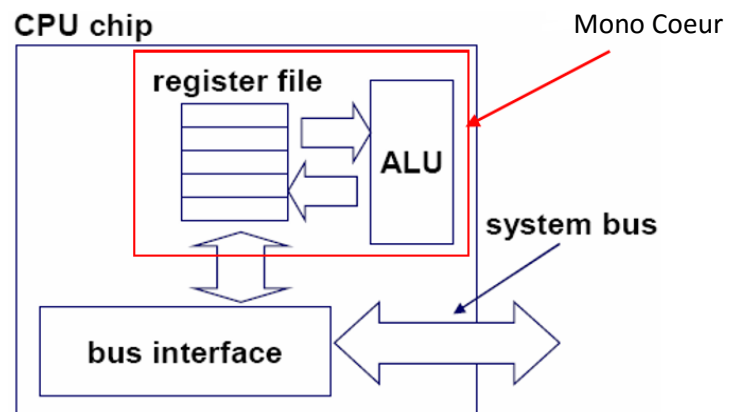 CPU chip
Mono Coeur
register file
ALU
system bus
bus interface